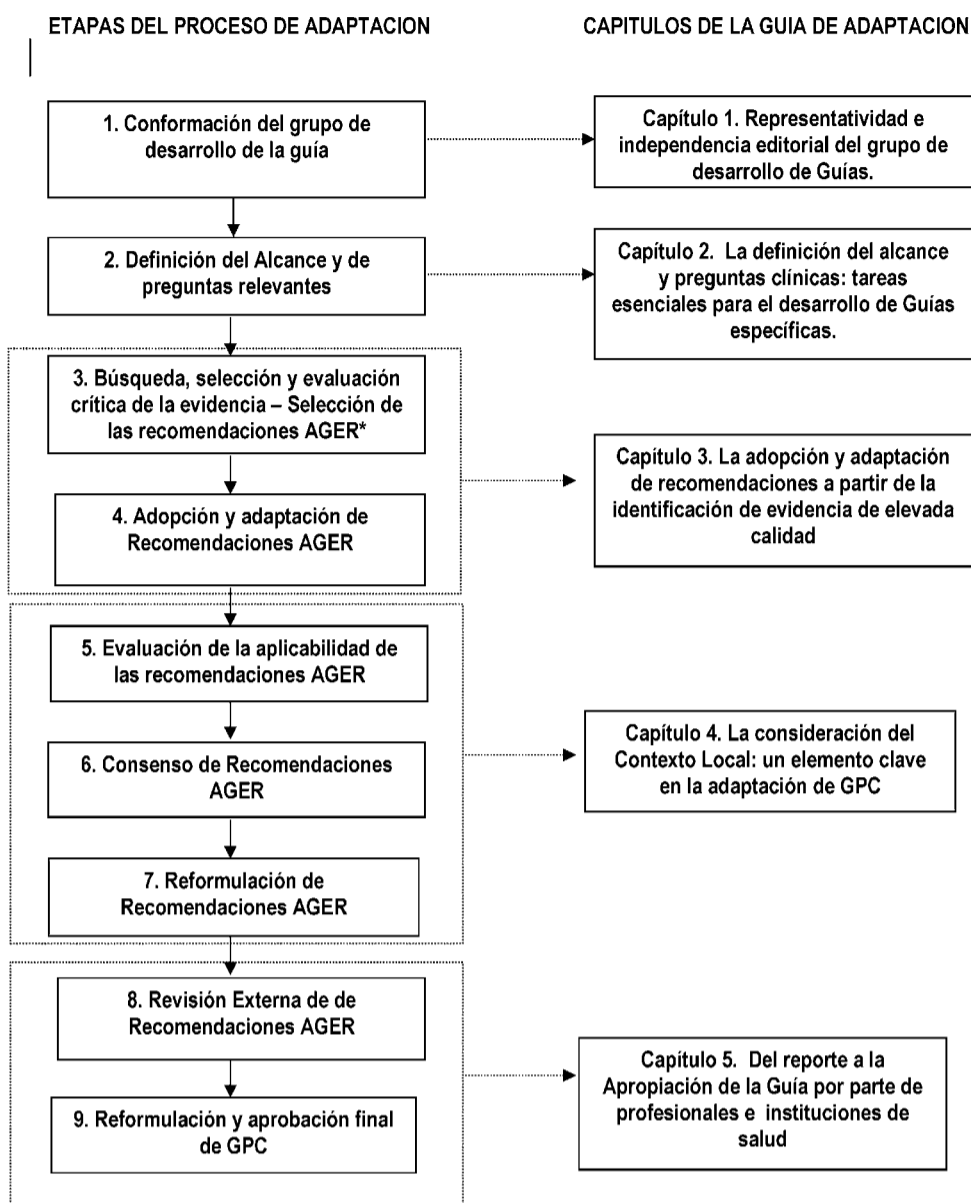 ETAPAS DEL PROCESO DE ADAPTACION
CAPITULOS DE LA GUIA DE ADAPTACION
1. Conformación del grupo de
desarrollo de la guía
Capítulo 1. Representatividad e
independencia editorial del grupo de
desarrollo de Guías.
2. Definición del Alcance y de
preguntas relevantes
Capítulo 2. La definición del alcance
y preguntas clínicas: tareas
esenciales para el desarrollo de Guías
específicas.
3. Búsqueda, selección y evaluación
crítica de la evidencia – Selección de
las recomendaciones AGER*
4. Adopción y adaptación de
Recomendaciones AGER
Capítulo 3. La adopción y adaptación
de recomendaciones a partir de la
identificación de evidencia de elevada
calidad
5. Evaluación de la aplicabilidad de
las recomendaciones AGER
6. Consenso de Recomendaciones
AGER
7. Reformulación de
Recomendaciones AGER
Capítulo 4. La consideración del
Contexto Local: un elemento clave
en la adaptación de GPC
8. Revisión Externa de de
Recomendaciones AGER
9. Reformulación y aprobación final
de GPC
Capítulo 5. Del reporte a la
Apropiación de la Guía por parte de
profesionales e instituciones de
salud